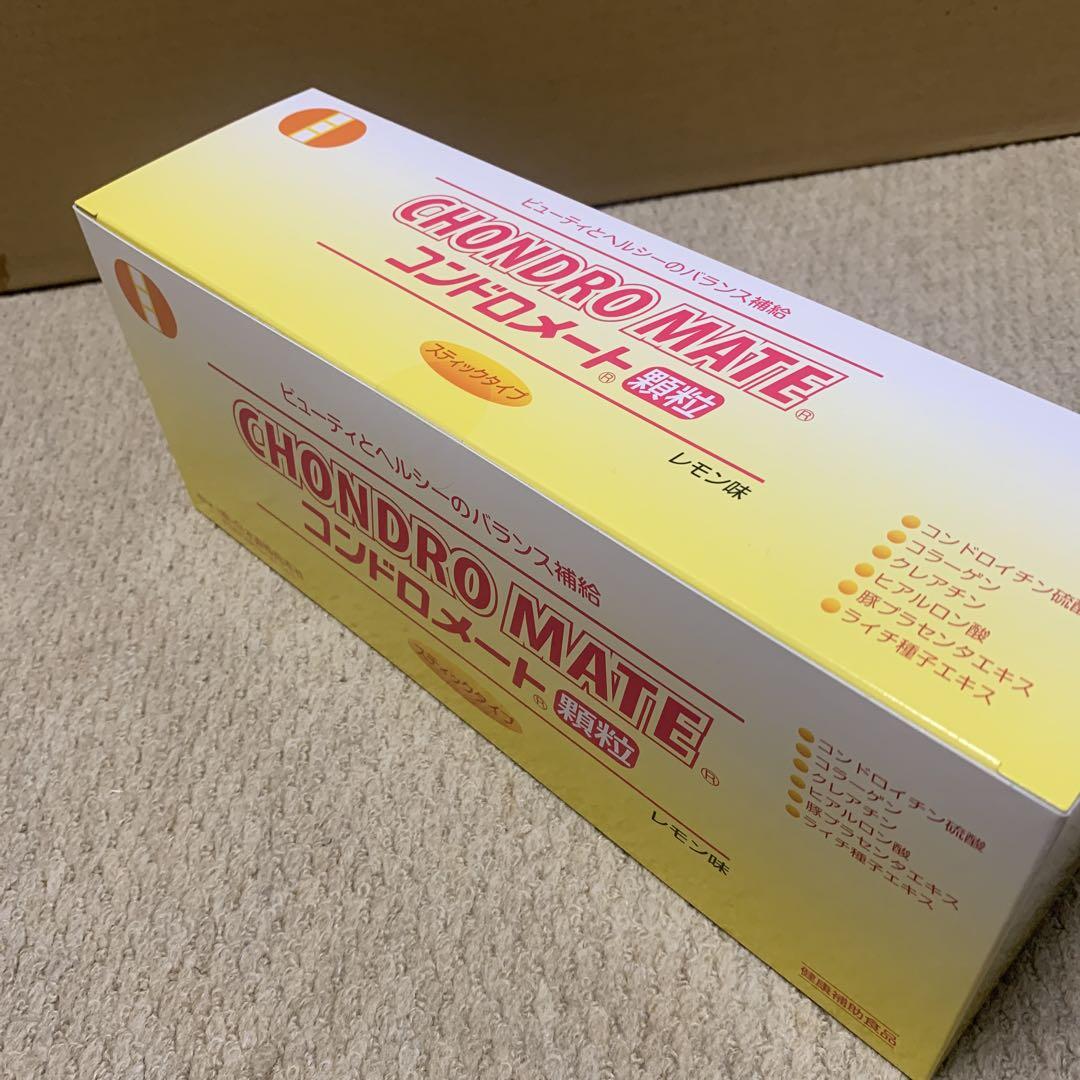 ビューティとヘルシーのバランス補給
CHONDRO MATE®
コンドロメート® 顆粒
スティックタイプ
レモン味
●コンドロイチン硫酸
●コラーゲン
●クレアチン
●ヒアルロン酸
●豚プラセンタエキス
●ライチ種子エキス
ビューティとヘルシーのバランス補給
CHONDRO MATE®
コンドロメート® 顆粒
スティックタイプ
レモン味
●コンドロイチン硫酸
●コラーゲン
●クレアチン
●ヒアルロン酸
●豚プラセンタエキス
●ライチ種子エキス
健康補助食品